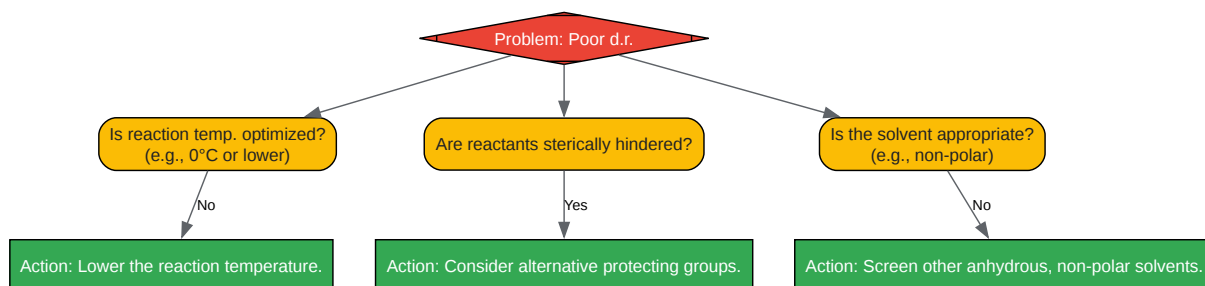 Problem: Poor d.r.
Is reaction temp. optimized?
(e.g., 0°C or lower)
Are reactants sterically hindered?
Is the solvent appropriate?
(e.g., non-polar)
No
Yes
No
Action: Lower the reaction temperature.
Action: Consider alternative protecting groups.
Action: Screen other anhydrous, non-polar solvents.